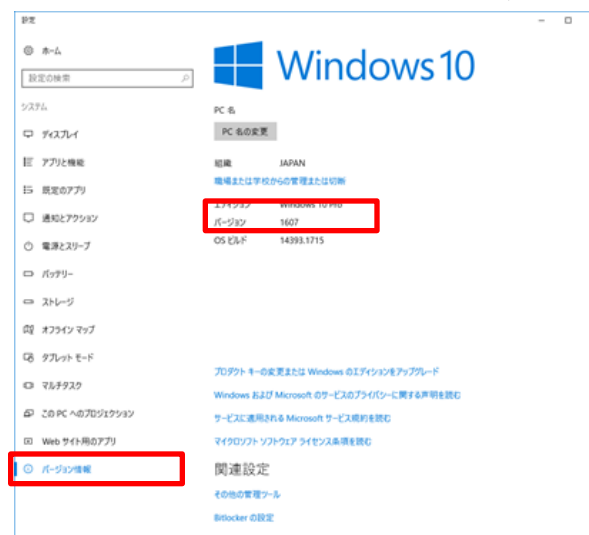 設定
ホーム
設定の検索
システム
ディスプレイ
アプリと機能
既定のアプリ
通知とアクション
電源とスリープ
バッテリー
ストレージ
オフライン マップ
タブレット モード
マルチタスク
この PC へのプロジェクション
Web サイト用のアプリ
バージョン情報
Windows 10
PC 名
PC 名の変更
組織 JAPAN
職場または学校からの管理または切断
エディション Windows 10 Pro
バージョン 1607
OS ビルド 14393.1715
プロダクト キーの変更または Windows のエディションをアップグレード
Windows および Microsoft のサービスのプライバシーに関する声明を読む
サービスに適用される Microsoft サービス規約を読む
マイクロソフト ソフトウェア ライセンス条項を読む
関連設定
その他の管理ツール
Bitlocker の設定